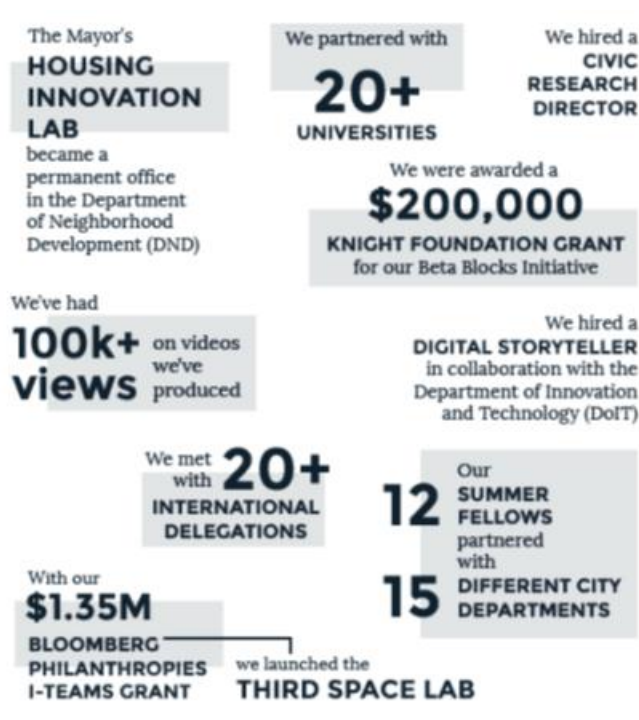 The Mayor's
HOUSING
INNOVATION
LAB
became a
permanent office
in the Department
of Neighborhood
Development (DND)
We partnered with
20+
UNIVERSITIES
We hired a
CIVIC
RESEARCH
DIRECTOR
We were awarded a
$200,000
KNIGHT FOUNDATION GRANT
for our Beta Blocks Initiative
We've had
100k+
views
on videos
we've
produced
We hired a
DIGITAL STORYTELLER
in collaboration with the
Department of Innovation
and Technology (DoIT)
We met
with
20+
INTERNATIONAL
DELEGATIONS
Our
12
SUMMER
FELLOWS
partnered
with
15
DIFFERENT CITY
DEPARTMENTS
With our
$1.35M
BLOOMBERG
PHILANTHROPIES
I-TEAMS GRANT
we launched the
THIRD SPACE LAB